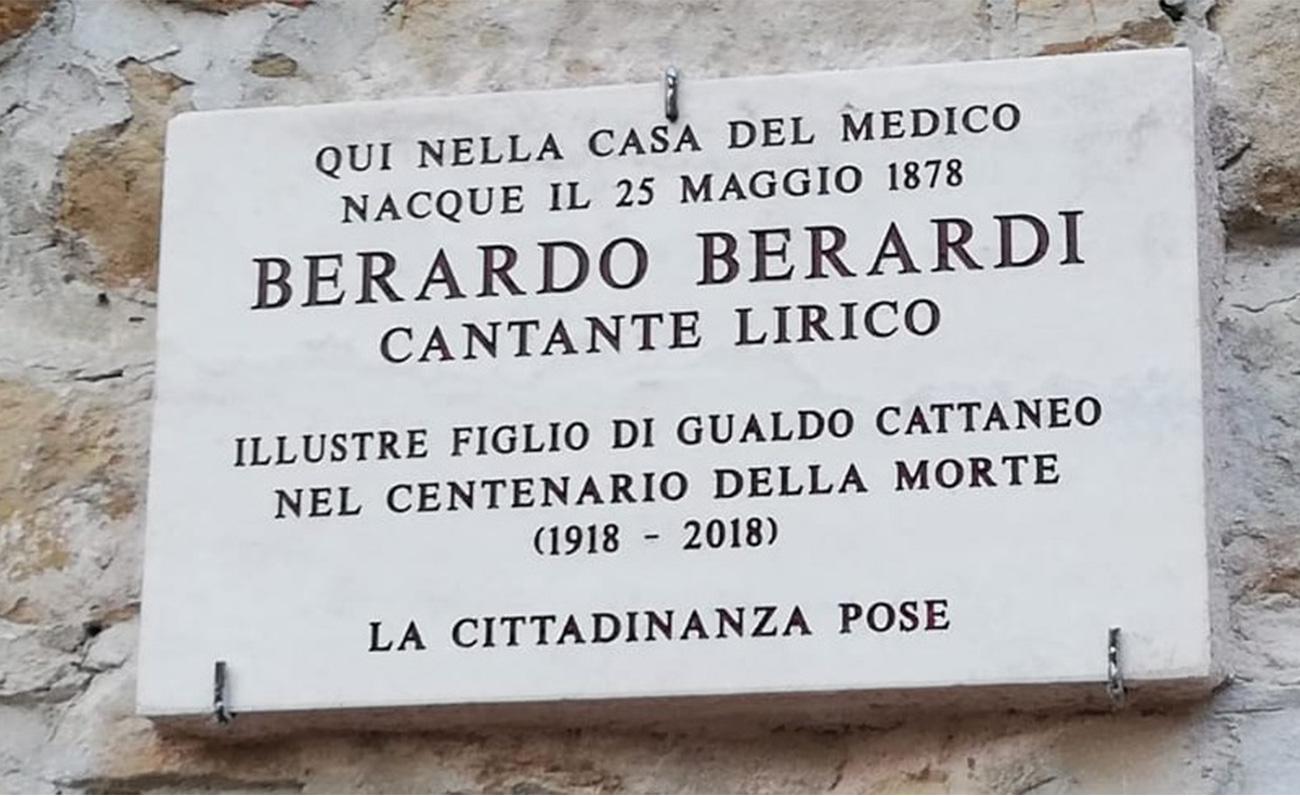 QUI NELLA CASA DEL MEDICO
NACQUE IL 25 MAGGIO 1878
BERARDO BERARDI
CANTANTE LIRICO
ILLUSTRE FIGLIO DI GUALDO CATTANEO
NEL CENTENARIO DELLA MORTE
(1918 - 2018)
LA CITTADINANZA POSE